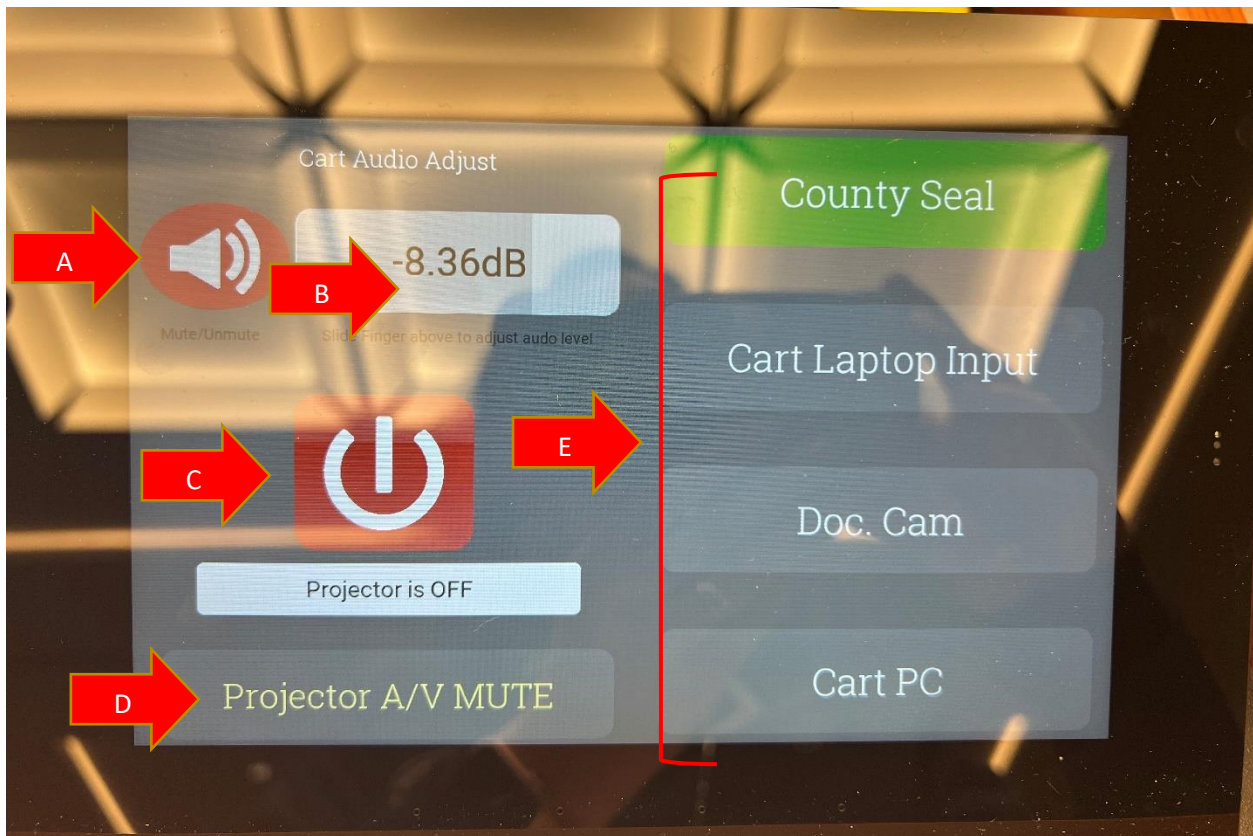 Cart Audio Adjust
A
B
-8.36dB
Mute/Unmute
Slide Finger above to adjust audo level
C
Projector is OFF
D
Projector A/V MUTE
E
County Seal
Cart Laptop Input
Doc. Cam
Cart PC